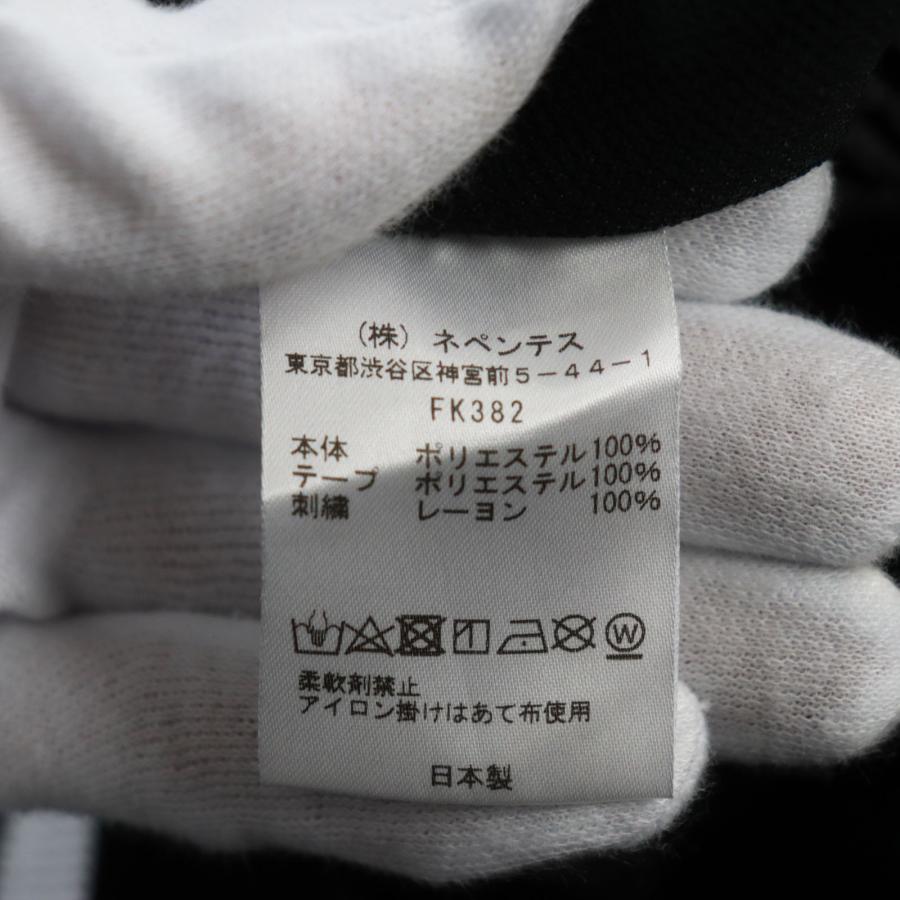 (株) ネペンテス
東京都渋谷区神宮前5-44-1
FK382
本体 ポリエステル100%
テープ ポリエステル100%
刺繍 レーヨン 100%
W
柔軟剤禁止
アイロン掛けはあて布使用
日本製